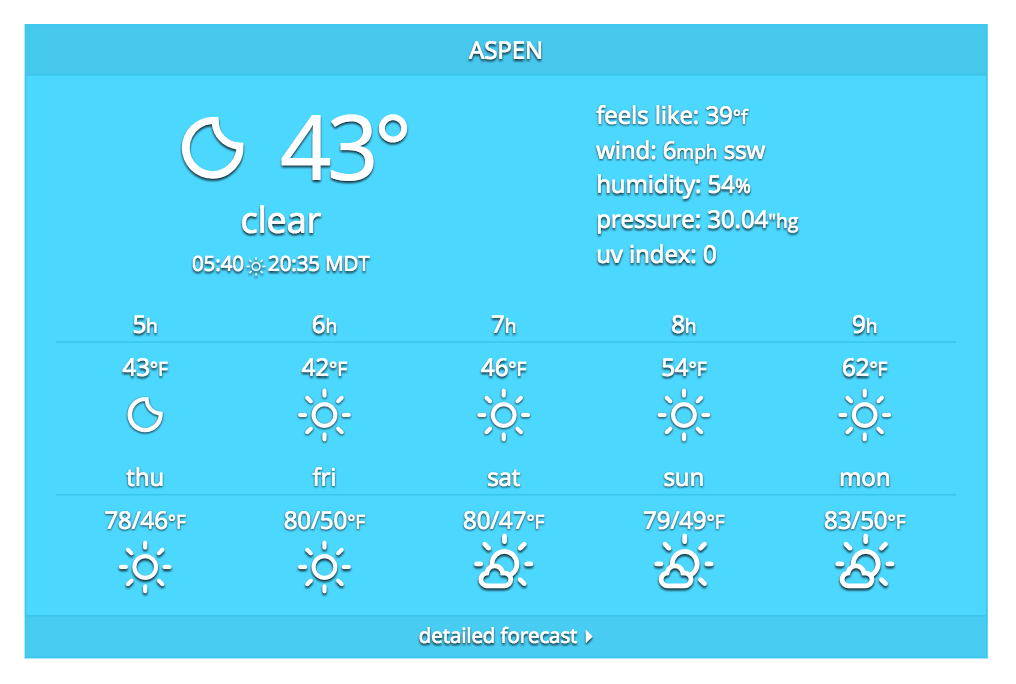 ASPEN
43°
clear
05:40 20:35 MDT
feels like: 39°f
wind: 6mph ssw
humidity: 54%
pressure: 30.04"hg
uv index: 0
5h 6h 7h 8h 9h
43°F 42°F 46°F 54°F 62°F
thu fri sat sun mon
78/46°F 80/50°F 80/47°F 79/49°F 83/50°F
detailed forecast